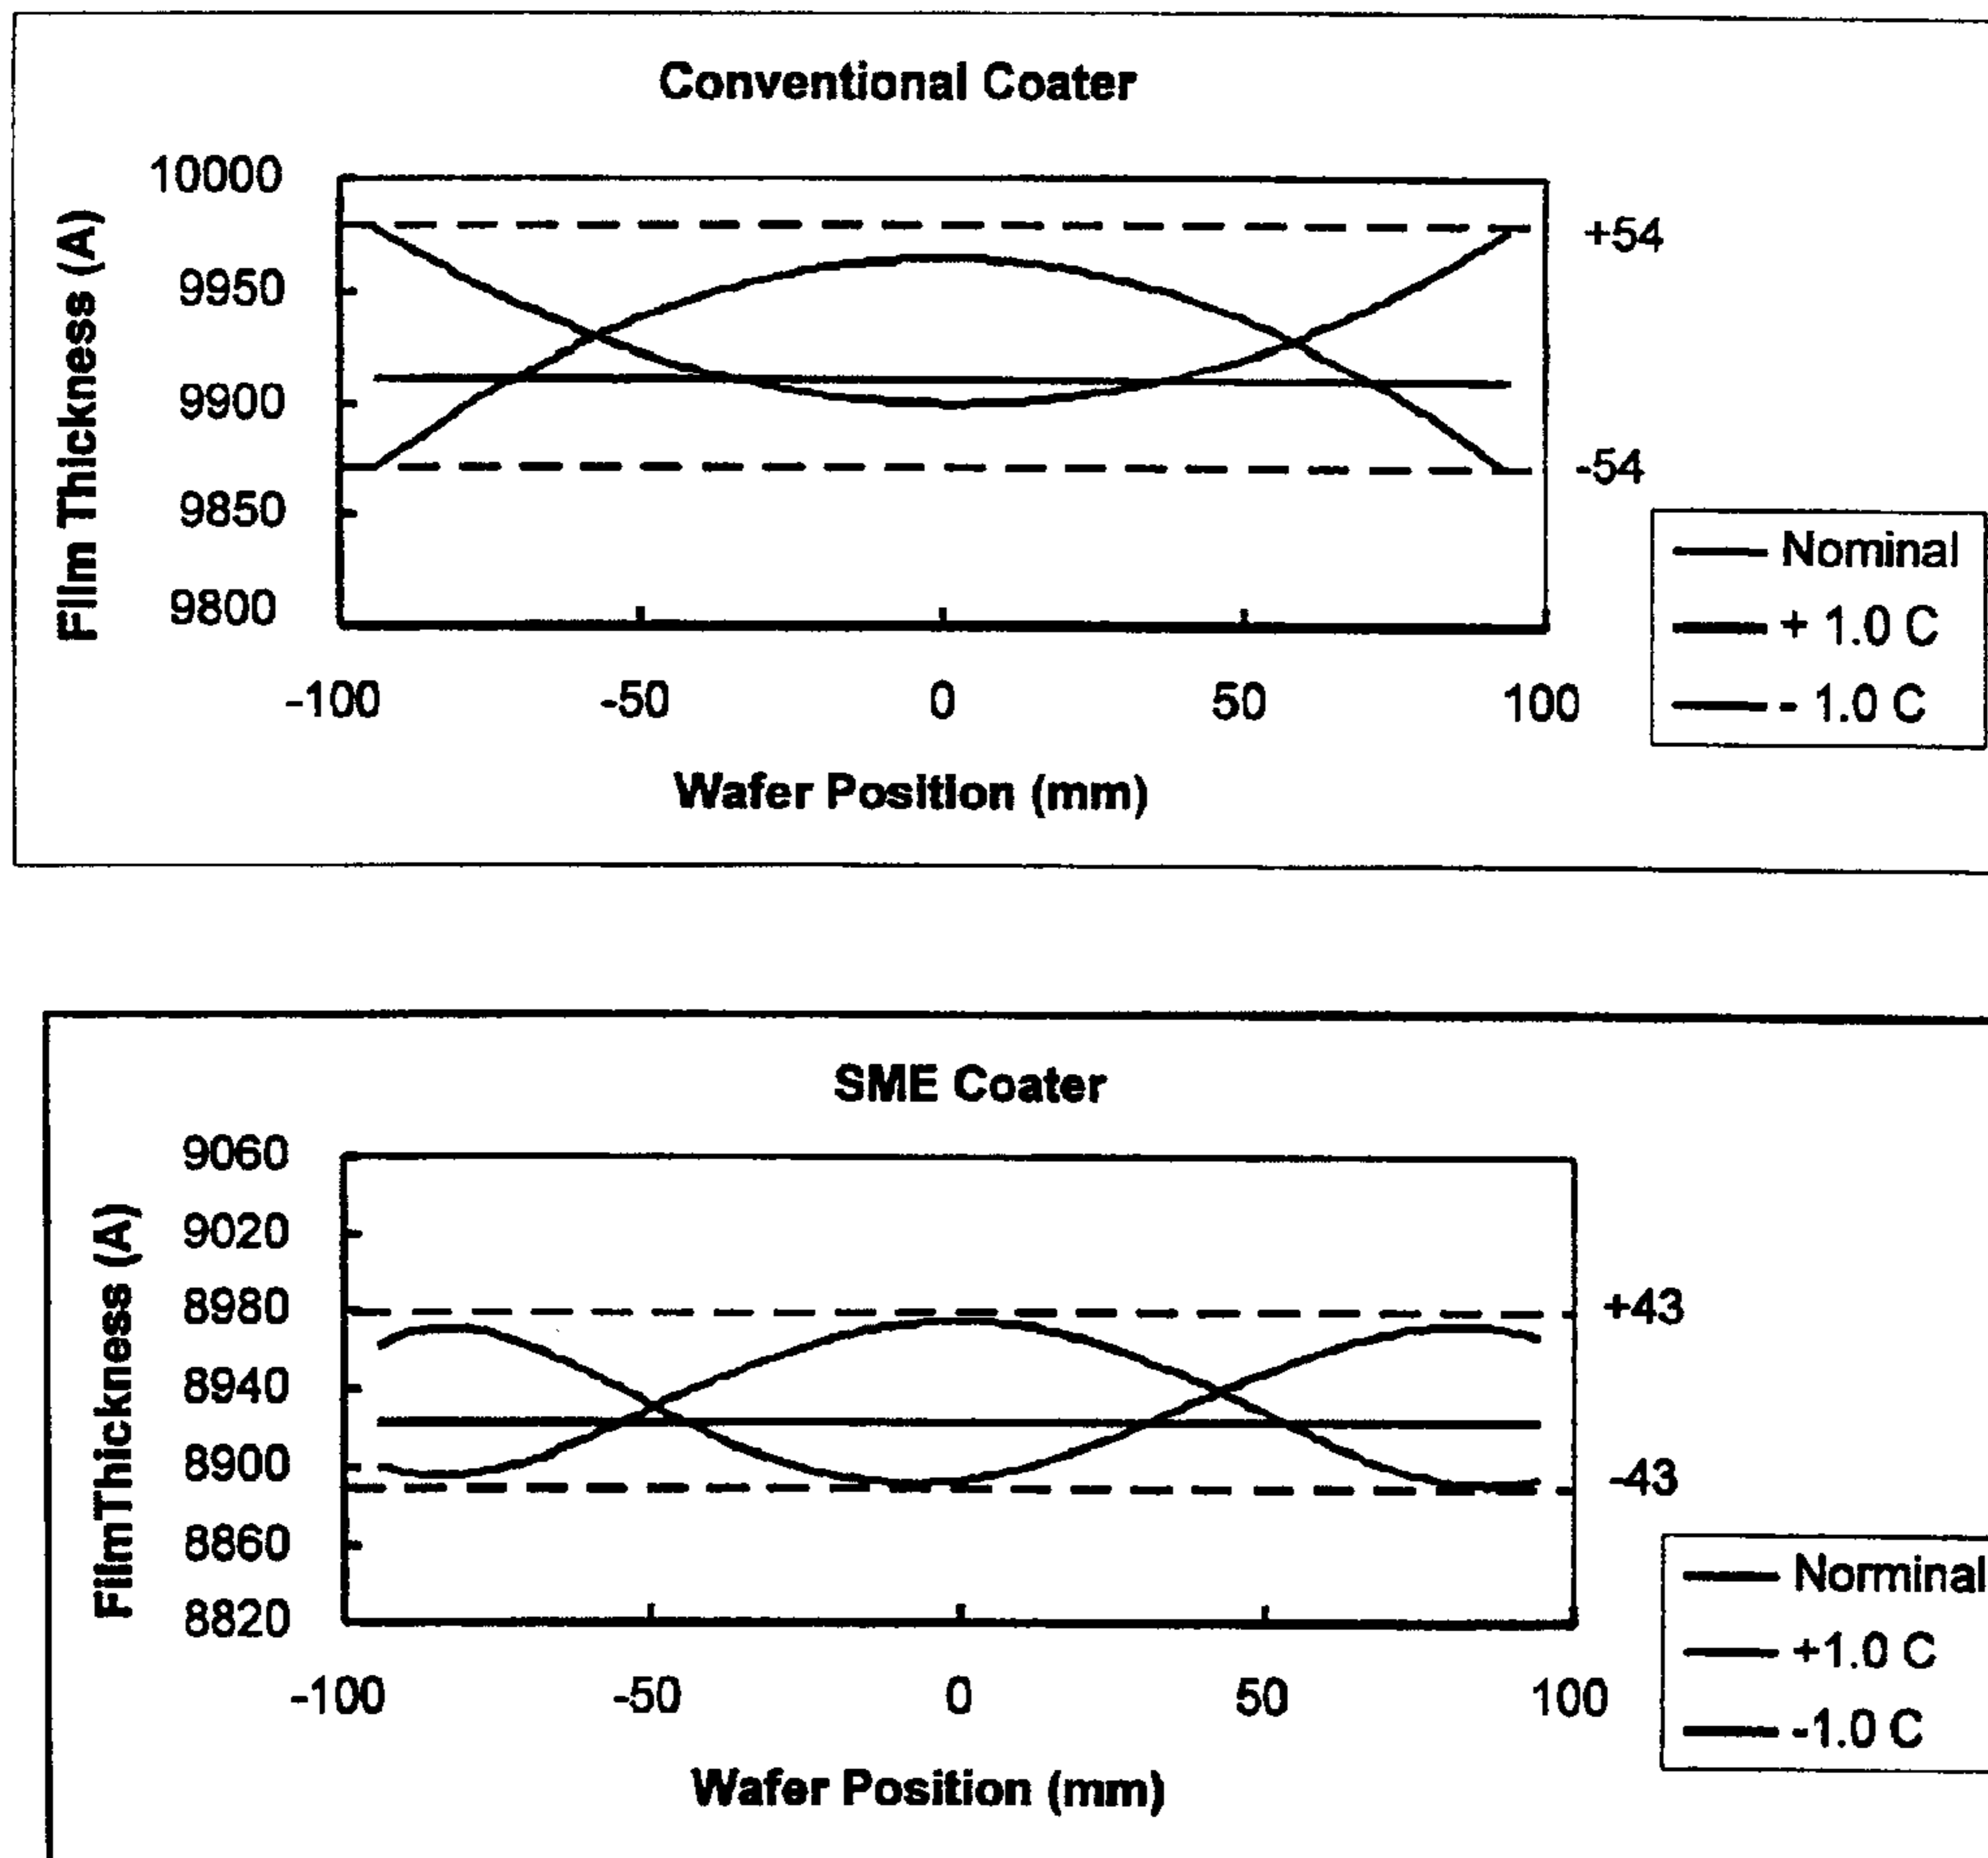 Conventional Coater
Film Thickness (A)
10000
9950
9900
9850
9800
+54
-54
-100
-50
0
50
100
Wafer Position (mm)
Nominal
+ 1.0 C
- 1.0 C
SME Coater
FilmThickness (A)
9060
9020
8980
8940
8900
8860
8820
+43
-43
-100
-50
0
50
100
Wafer Position (mm)
Norminal
+1.0 C
-1.0 C